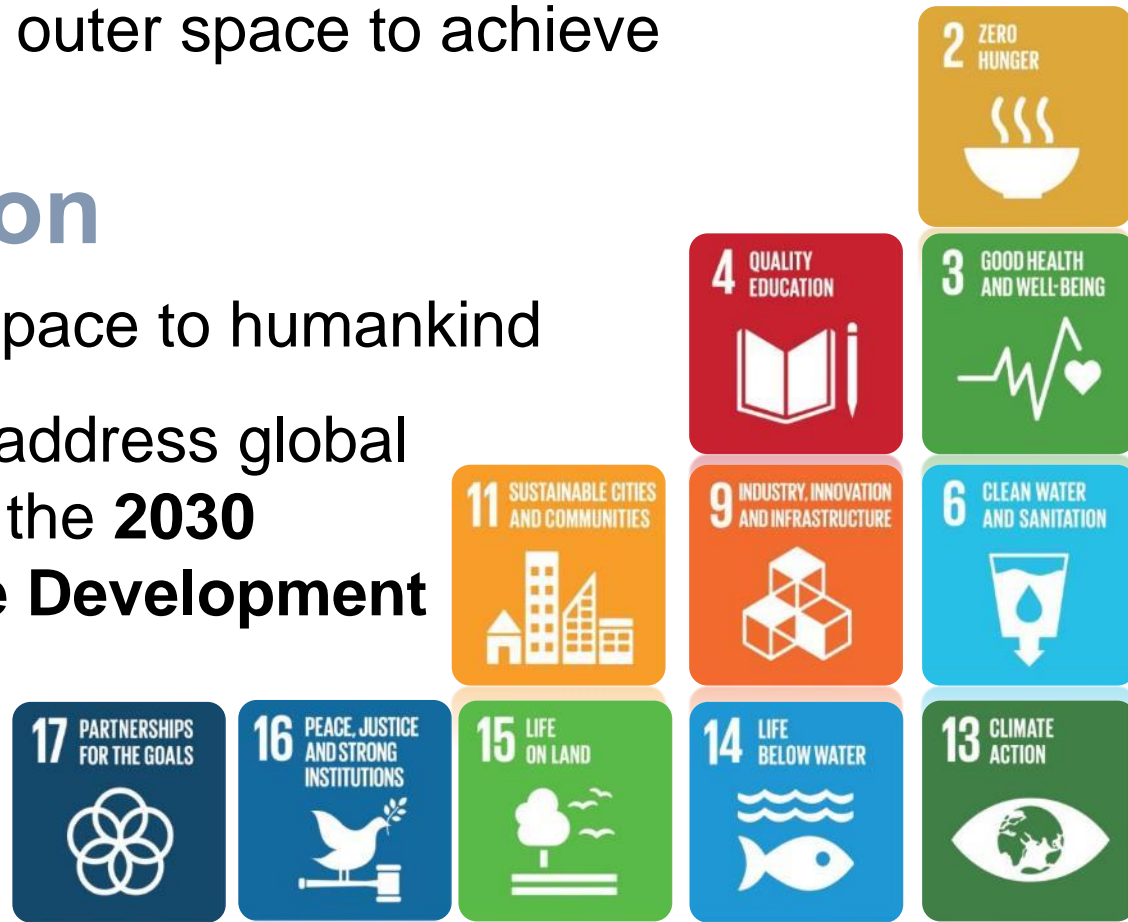 outer space to achieve
on
pace to humankind
address global
the 2030
e Development
2 ZERO
HUNGER
4 QUALITY
EDUCATION
3 GOOD HEALTH
AND WELL-BEING
11 SUSTAINABLE CITIES
AND COMMUNITIES
9 INDUSTRY, INNOVATION
AND INFRASTRUCTURE
6 CLEAN WATER
AND SANITATION
17 PARTNERSHIPS
FOR THE GOALS
16 PEACE, JUSTICE
AND STRONG
INSTITUTIONS
15 LIFE
ON LAND
14 LIFE
BELOW WATER
13 CLIMATE
ACTION